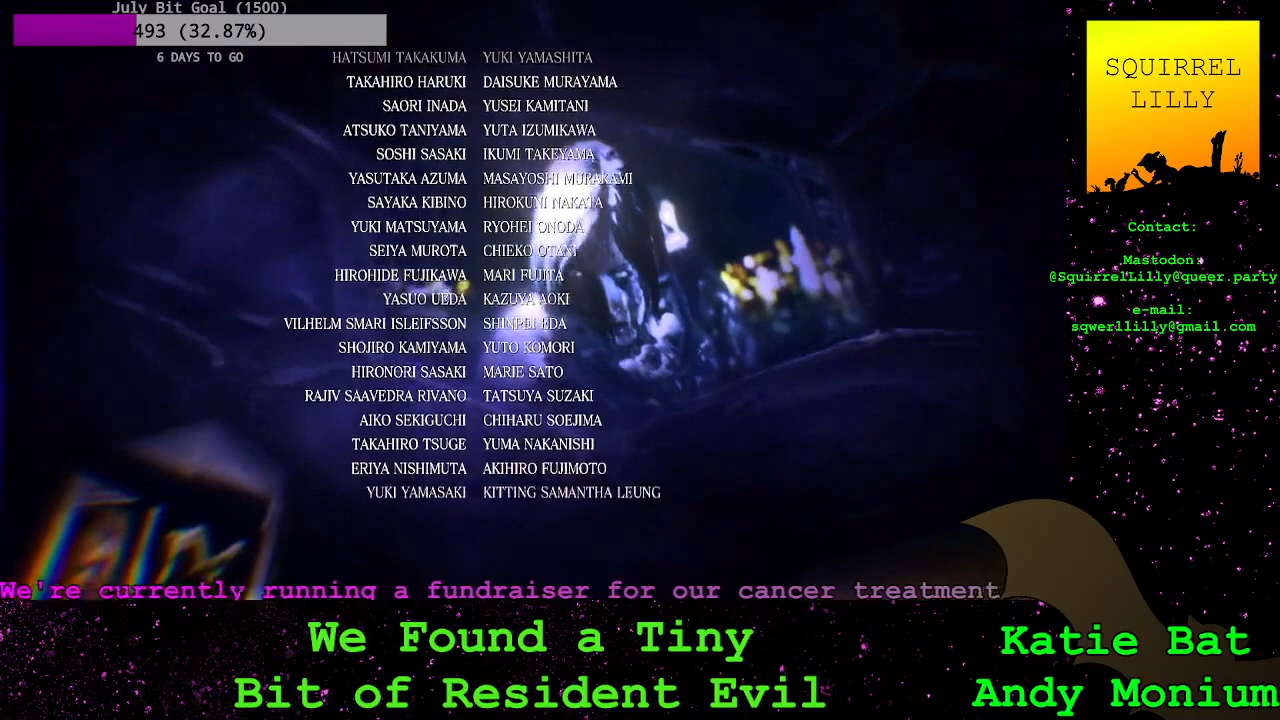 July Bit Goal (1500)
493 (32.87%)
6 DAYS TO GO
HATSUMI TAKAKUMA YUKI YAMASHITA
TAKAHIRO HARUKI DAISUKE MURAYAMA
SAORI INADA YUSEI KAMITANI
ATSUKO TANIYAMA YUTA IZUMIKAWA
SOSHI SASAKI IKUMI TAKEYAMA
YASUTAKA AZUMA MASAYOSHI MURAKAMI
SAYAKA KIBINO HIROKUNI NAKATA
YUKI MATSUYAMA RYOHEI ONODA
SEIYA MUROTA CHIEKO OTANI
HIROHIDE FUJIKAWA MARI FUJITA
YASUO UEDA KAZUYA AOKI
VILHELM SMARI ISLEIFSSON SHINPEI EDA
SHOJIRO KAMIYAMA YUTO KOMORI
HIRONORI SASAKI MARIE SATO
RAJIV SAAVEDRA RIVANO TATSUYA SUZAKI
AIKO SEKIGUCHI CHIHARU SOEJIMA
TAKAHIRO TSUGE YUMA NAKANISHI
ERIYA NISHIMUTA AKIHIRO FUJIMOTO
YUKI YAMASAKI KITTING SAMANTHA LEUNG
SQUIRREL
LILLY
Contact:
Mastodon:
@SquirrelLilly@queer.party
e-mail:
sqwerllilly@gmail.com
We're currently running a fundraiser for our cancer treatment
We Found a Tiny
Bit of Resident Evil
Katie Bat
Andy Monium